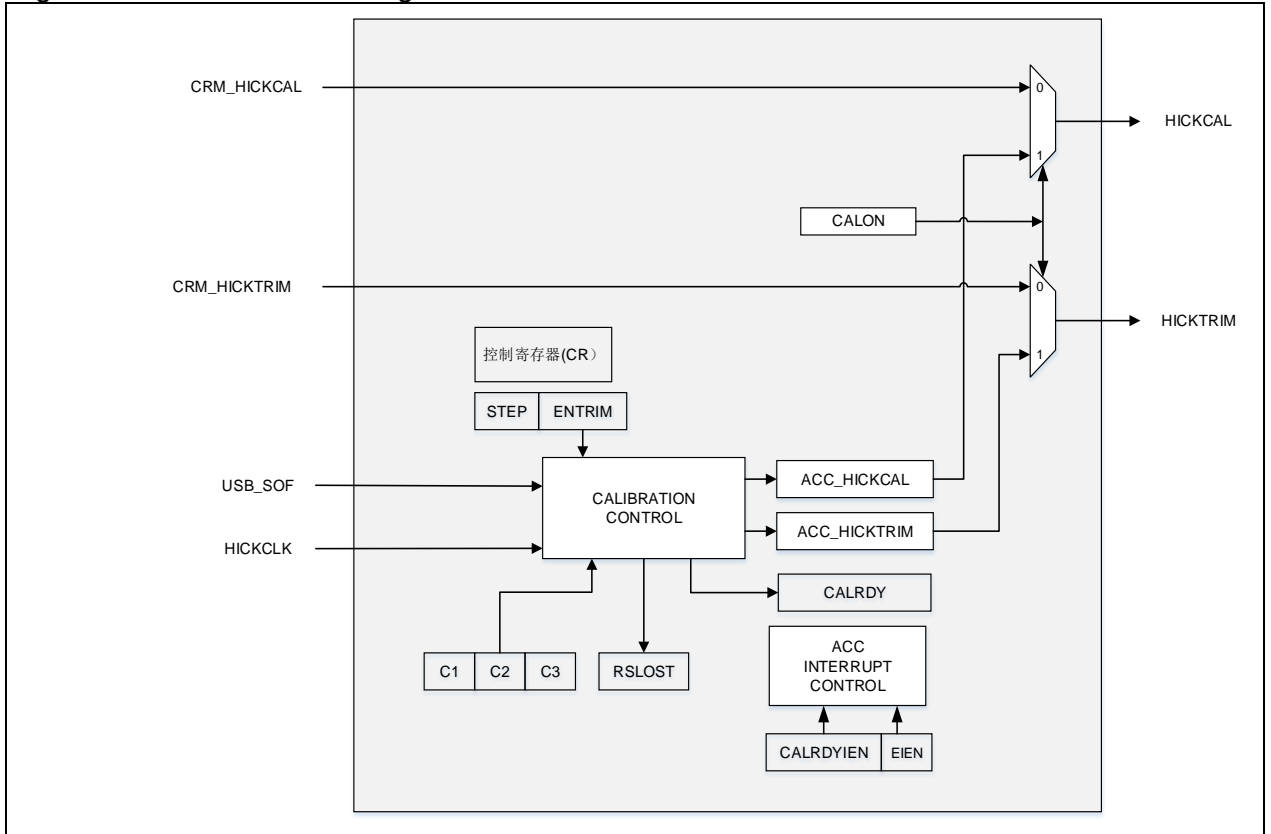 CRM_HICKCAL
0
HICKCAL
1
CALON
CRM_HICKTRIM
0
HICKTRIM
1
控制寄存器(CR）
STEP ENTRIM
USB_SOF
CALIBRATION
CONTROL
ACC_HICKCAL
HICKCLK
ACC_HICKTRIM
CALRDY
C1 C2 C3
RSLOST
ACC
INTERRUPT
CONTROL
CALRDYIEN EIEN